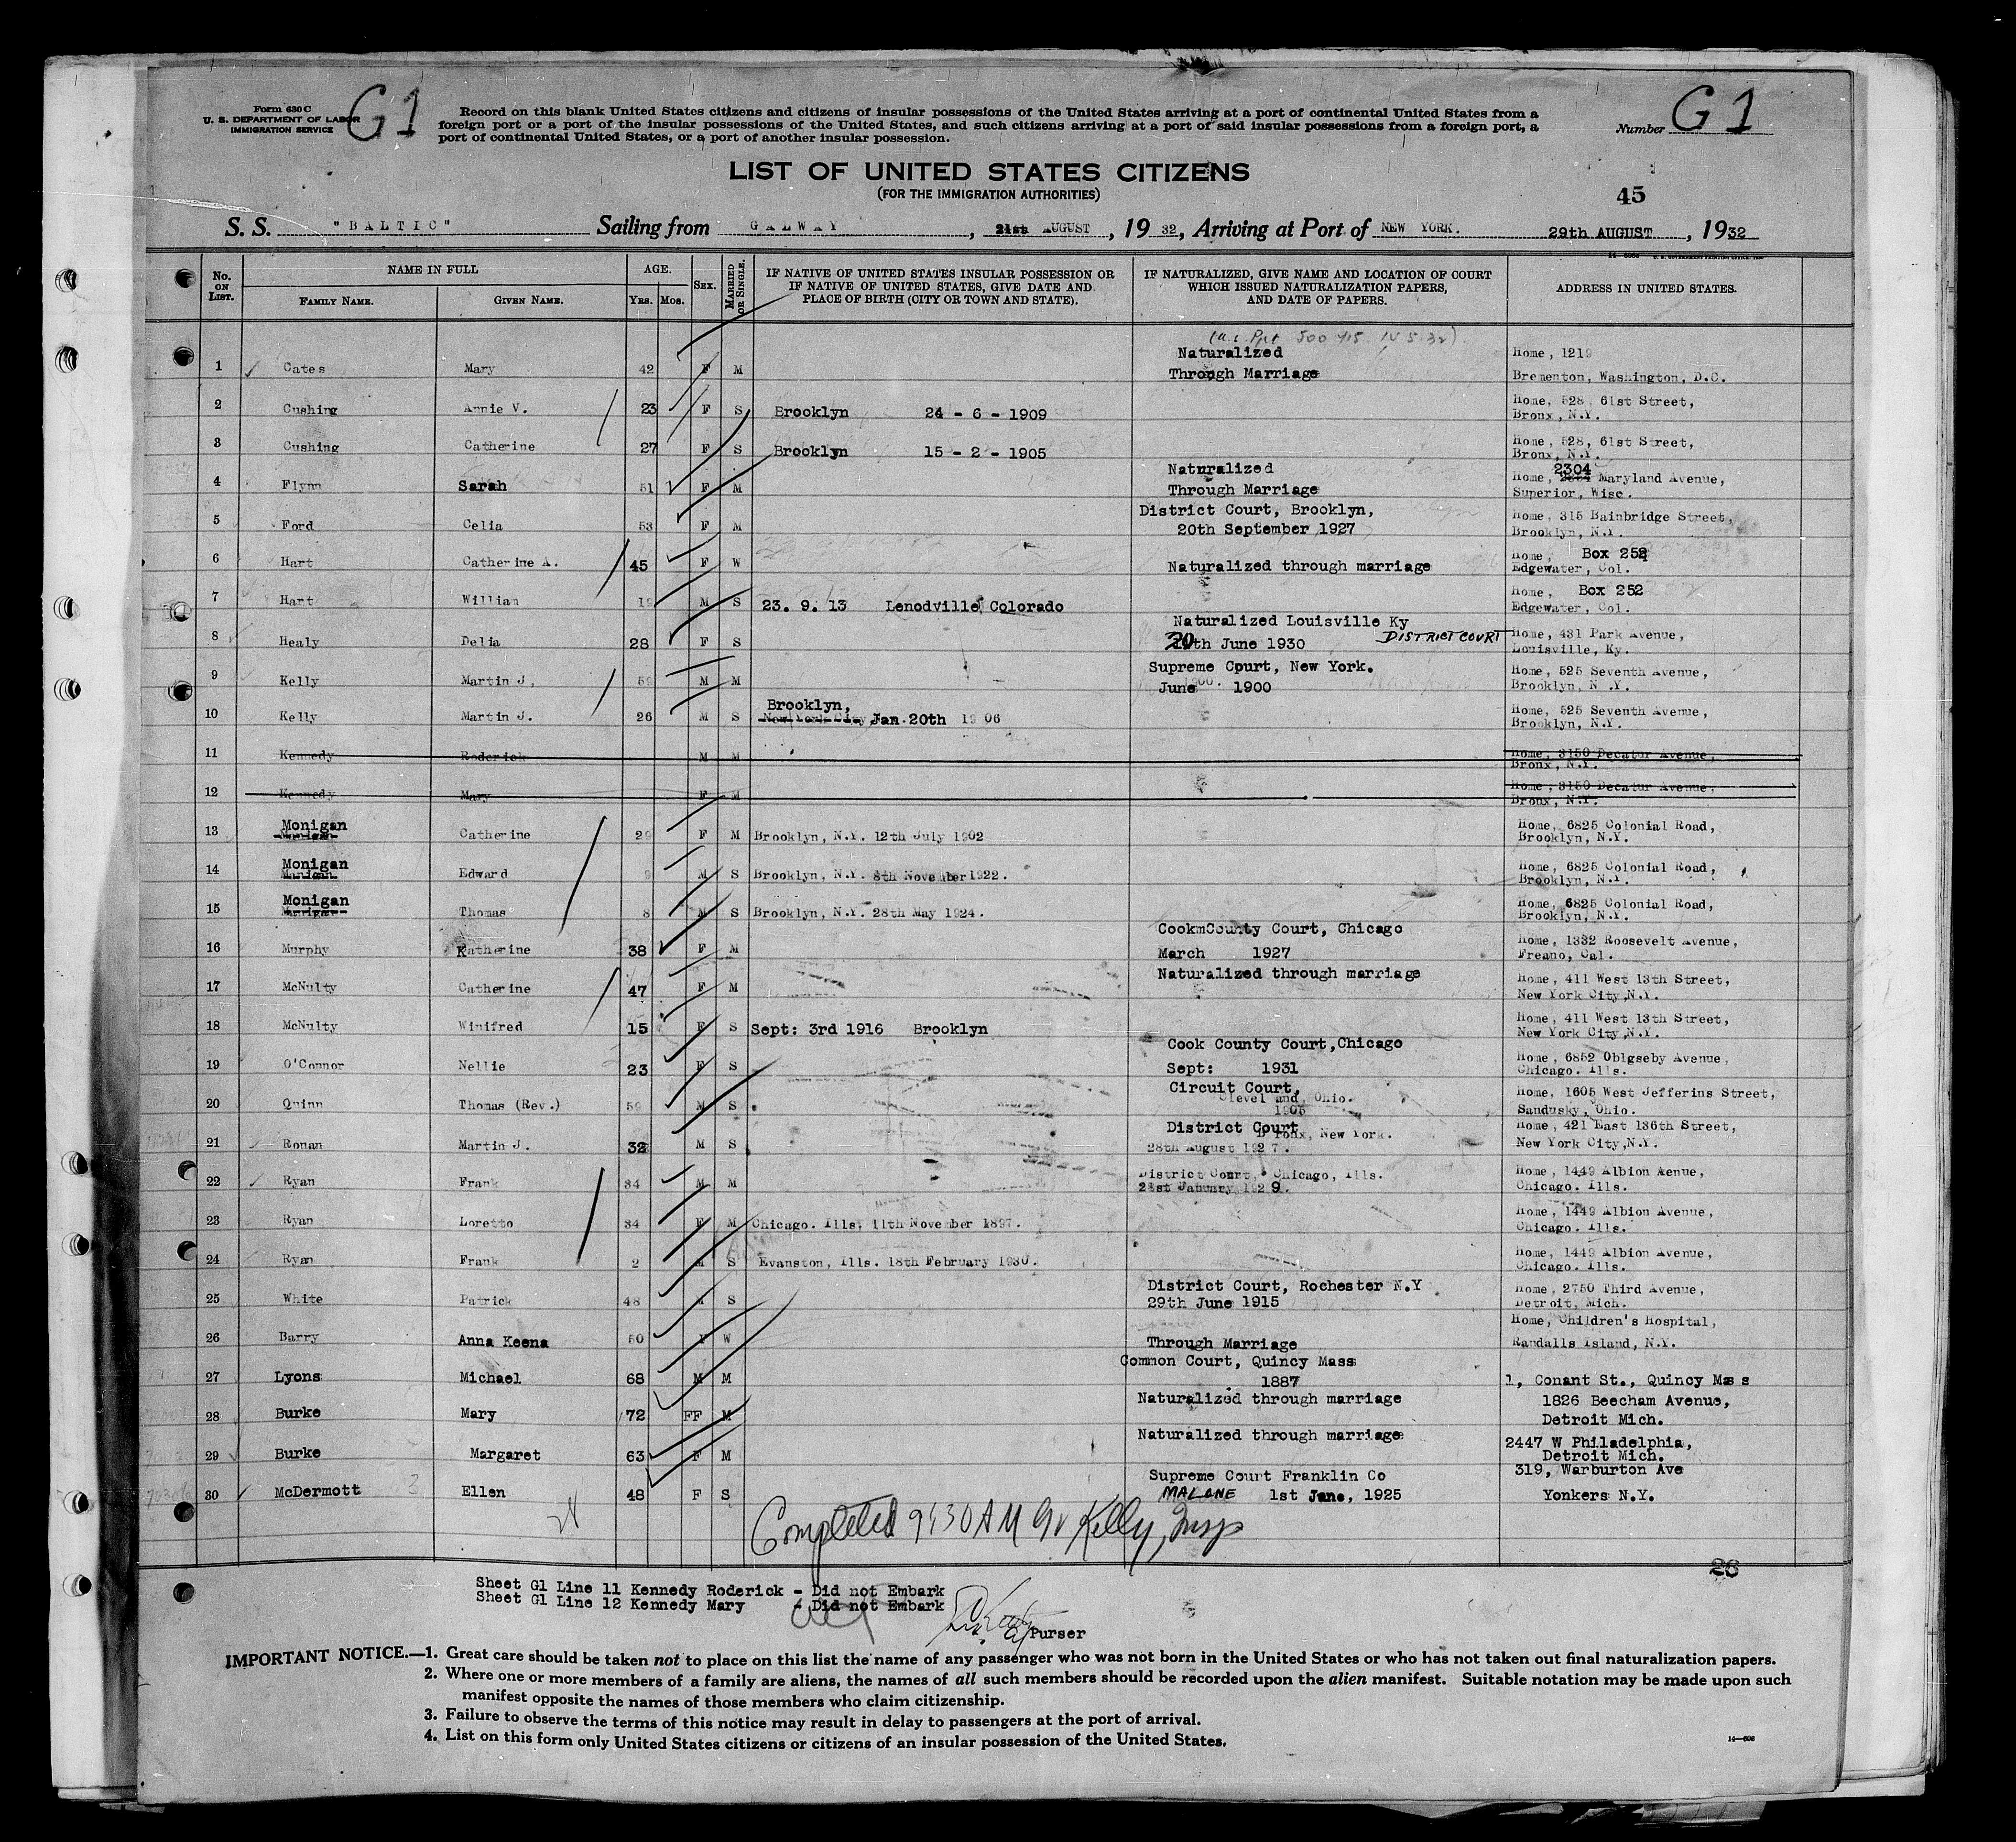 Form 630 C
U. S. DEPARTMENT OF LABOR
IMMIGRATION SERVICE
G1
Record on this blank United States citizens and citizens of insular possessions of the United States arriving at a port of continental United States from a
foreign port or a port of the insular possessions of the United States, and such citizens arriving at a port of said insular possessions from a foreign port, a
port of continental United States, or a port of another insular possession.
Number G 1
LIST OF UNITED STATES CITIZENS
(FOR THE IMMIGRATION AUTHORITIES)
45
S. S. "BALTIC" Sailing from GALWAY, 21st AUGUST, 1932, Arriving at Port of NEW YORK. 29th AUGUST, 1932
No. ON LIST.
NAME IN FULL
FAMILY NAME. GIVEN NAME.
AGE.
YRS. MOS.
SEX.
MARRIED OR SINGLE.
IF NATIVE OF UNITED STATES INSULAR POSSESSION OR
IF NATIVE OF UNITED STATES, GIVE DATE AND
PLACE OF BIRTH (CITY OR TOWN AND STATE).
IF NATURALIZED, GIVE NAME AND LOCATION OF COURT
WHICH ISSUED NATURALIZATION PAPERS,
AND DATE OF PAPERS.
ADDRESS IN UNITED STATES.
Naturalized Home, 1219
1 Cates Mary 42 F M Through Marriage Brementon, Washington, D.C.
Home, 528, 61st Street,
2 Cushing Annie V. 23 F S Brooklyn 24 - 6 - 1909 Bronx, N.Y.
Home, 528, 61st Street,
3 Cushing Catherine 27 F S Brooklyn 15 - 2 - 1905 Bronx, N.Y.
Naturalized 2304
Home, Maryland Avenue,
4 Flynn Sarah 51 F M Through Marriage Superior, Wisc.
District Court, Brooklyn, Home, 315 Bainbridge Street,
5 Ford Celia 53 F M 20th September 1927 Brooklyn, N.Y.
Home, Box 252
6 Hart Catherine A. 45 F W Naturalized through marriage Edgewater, Col.
Home, Box 252
7 Hart William 19 M S 23. 9. 13 Lenodville Colorado Edgewater, Col.
Naturalized Louisville Ky Home, 431 Park Avenue,
8 Healy Delia 28 F S 20th June 1930 DISTRICT COURT Louisville, Ky.
Supreme Court, New York. Home, 525 Seventh Avenue,
9 Kelly Martin J. 59 M M June 1900 Brooklyn, N.Y.
Brooklyn, Home, 525 Seventh Avenue,
10 Kelly Martin J. 26 M S New York City, Jan 20th 1906 Brooklyn, N.Y.
Home, 3150 Decatur Avenue,
11 Kennedy Roderick M M Bronx, N.Y.
Home, 3150 Decatur Avenue,
12 Kennedy Mary F M Bronx, N.Y.
Monigan Home, 6825 Colonial Road,
13 Catherine 29 F M Brooklyn, N.Y. 12th July 1902 Brooklyn, N.Y.
Monigan Home, 6825 Colonial Road,
14 Edward 9 M S Brooklyn, N.Y. 8th November 1922. Brooklyn, N.Y.
Monigan Home, 6825 Colonial Road,
15 Thomas 8 M S Brooklyn, N.Y. 28th May 1924. Brooklyn, N.Y.
CookmCounty Court, Chicago Home, 1332 Roosevelt Avenue,
16 Murphy Katherine 38 F M March 1927 Fresno, Cal.
Naturalized through marriage Home, 411 West 13th Street,
17 McNulty Catherine 47 F M New York City,N.Y.
Home, 411 West 13th Street,
18 McNulty Winifred 15 F S Sept: 3rd 1916 Brooklyn New York City,N.Y.
Cook County Court,Chicago Home, 6852 Oblgseby Avenue,
19 O'Connor Nellie 23 F S Sept: 1931 Chicago. Ills.
Circuit Court, Home, 1605 West Jefferins Street,
Cleveland, Ohio.
20 Quinn Thomas (Rev.) 59 M S 1905 Sandusky, Ohio.
District Court Home, 421 East 136th Street,
Bronx, New York.
21 Ronan Martin J. 32 M S 28th August 1927. New York City,N.Y.
District Court, Chicago, Ills. Home, 1449 Albion Aenue,
22 Ryan Frank 34 M M 21st January 1929. Chicago. Ills.
Home, 1449 Albion Avenue,
23 Ryan Loretto 34 F M Chicago. Ills, 11th November 1897. Chicago. Ills.
Home, 1449 Albion Avenue,
24 Ryan Frank 2 M S Evanston, Ills. 18th February 1930. Chicago. Ills.
District Court, Rochester N.Y Home, 2750 Third Avenue,
25 White Patrick 48 M S 29th June 1915 Detroit, Mich.
Home, Children's Hospital,
26 Barry Anna Keena 50 F W Through Marriage Randalls Island, N.Y.
Common Court, Quincy Mass
27 Lyons Michael 68 M M 1887 1, Conant St., Quincy Mass
Naturalized through marriage 1826 Beecham Avenue,
28 Burke Mary 72 FF M Detroit Mich.
Naturalized through marriage 2447 W Philadelphia,
29 Burke Margaret 63 F M Detroit Mich.
Supreme Court Franklin Co 319, Warburton Ave
30 McDermott Ellen 48 F S MALONE 1st June, 1925 Yonkers N.Y.
Completed 9:30 AM Kelly, Insp
26
Sheet G1 Line 11 Kennedy Roderick - Did not Embark
Sheet G1 Line 12 Kennedy Mary - Did not Embark
Purser
IMPORTANT NOTICE.—1. Great care should be taken not to place on this list the name of any passenger who was not born in the United States or who has not taken out final naturalization papers.
2. Where one or more members of a family are aliens, the names of all such members should be recorded upon the alien manifest. Suitable notation may be made upon such
manifest opposite the names of those members who claim citizenship.
3. Failure to observe the terms of this notice may result in delay to passengers at the port of arrival.
4. List on this form only United States citizens or citizens of an insular possession of the United States.